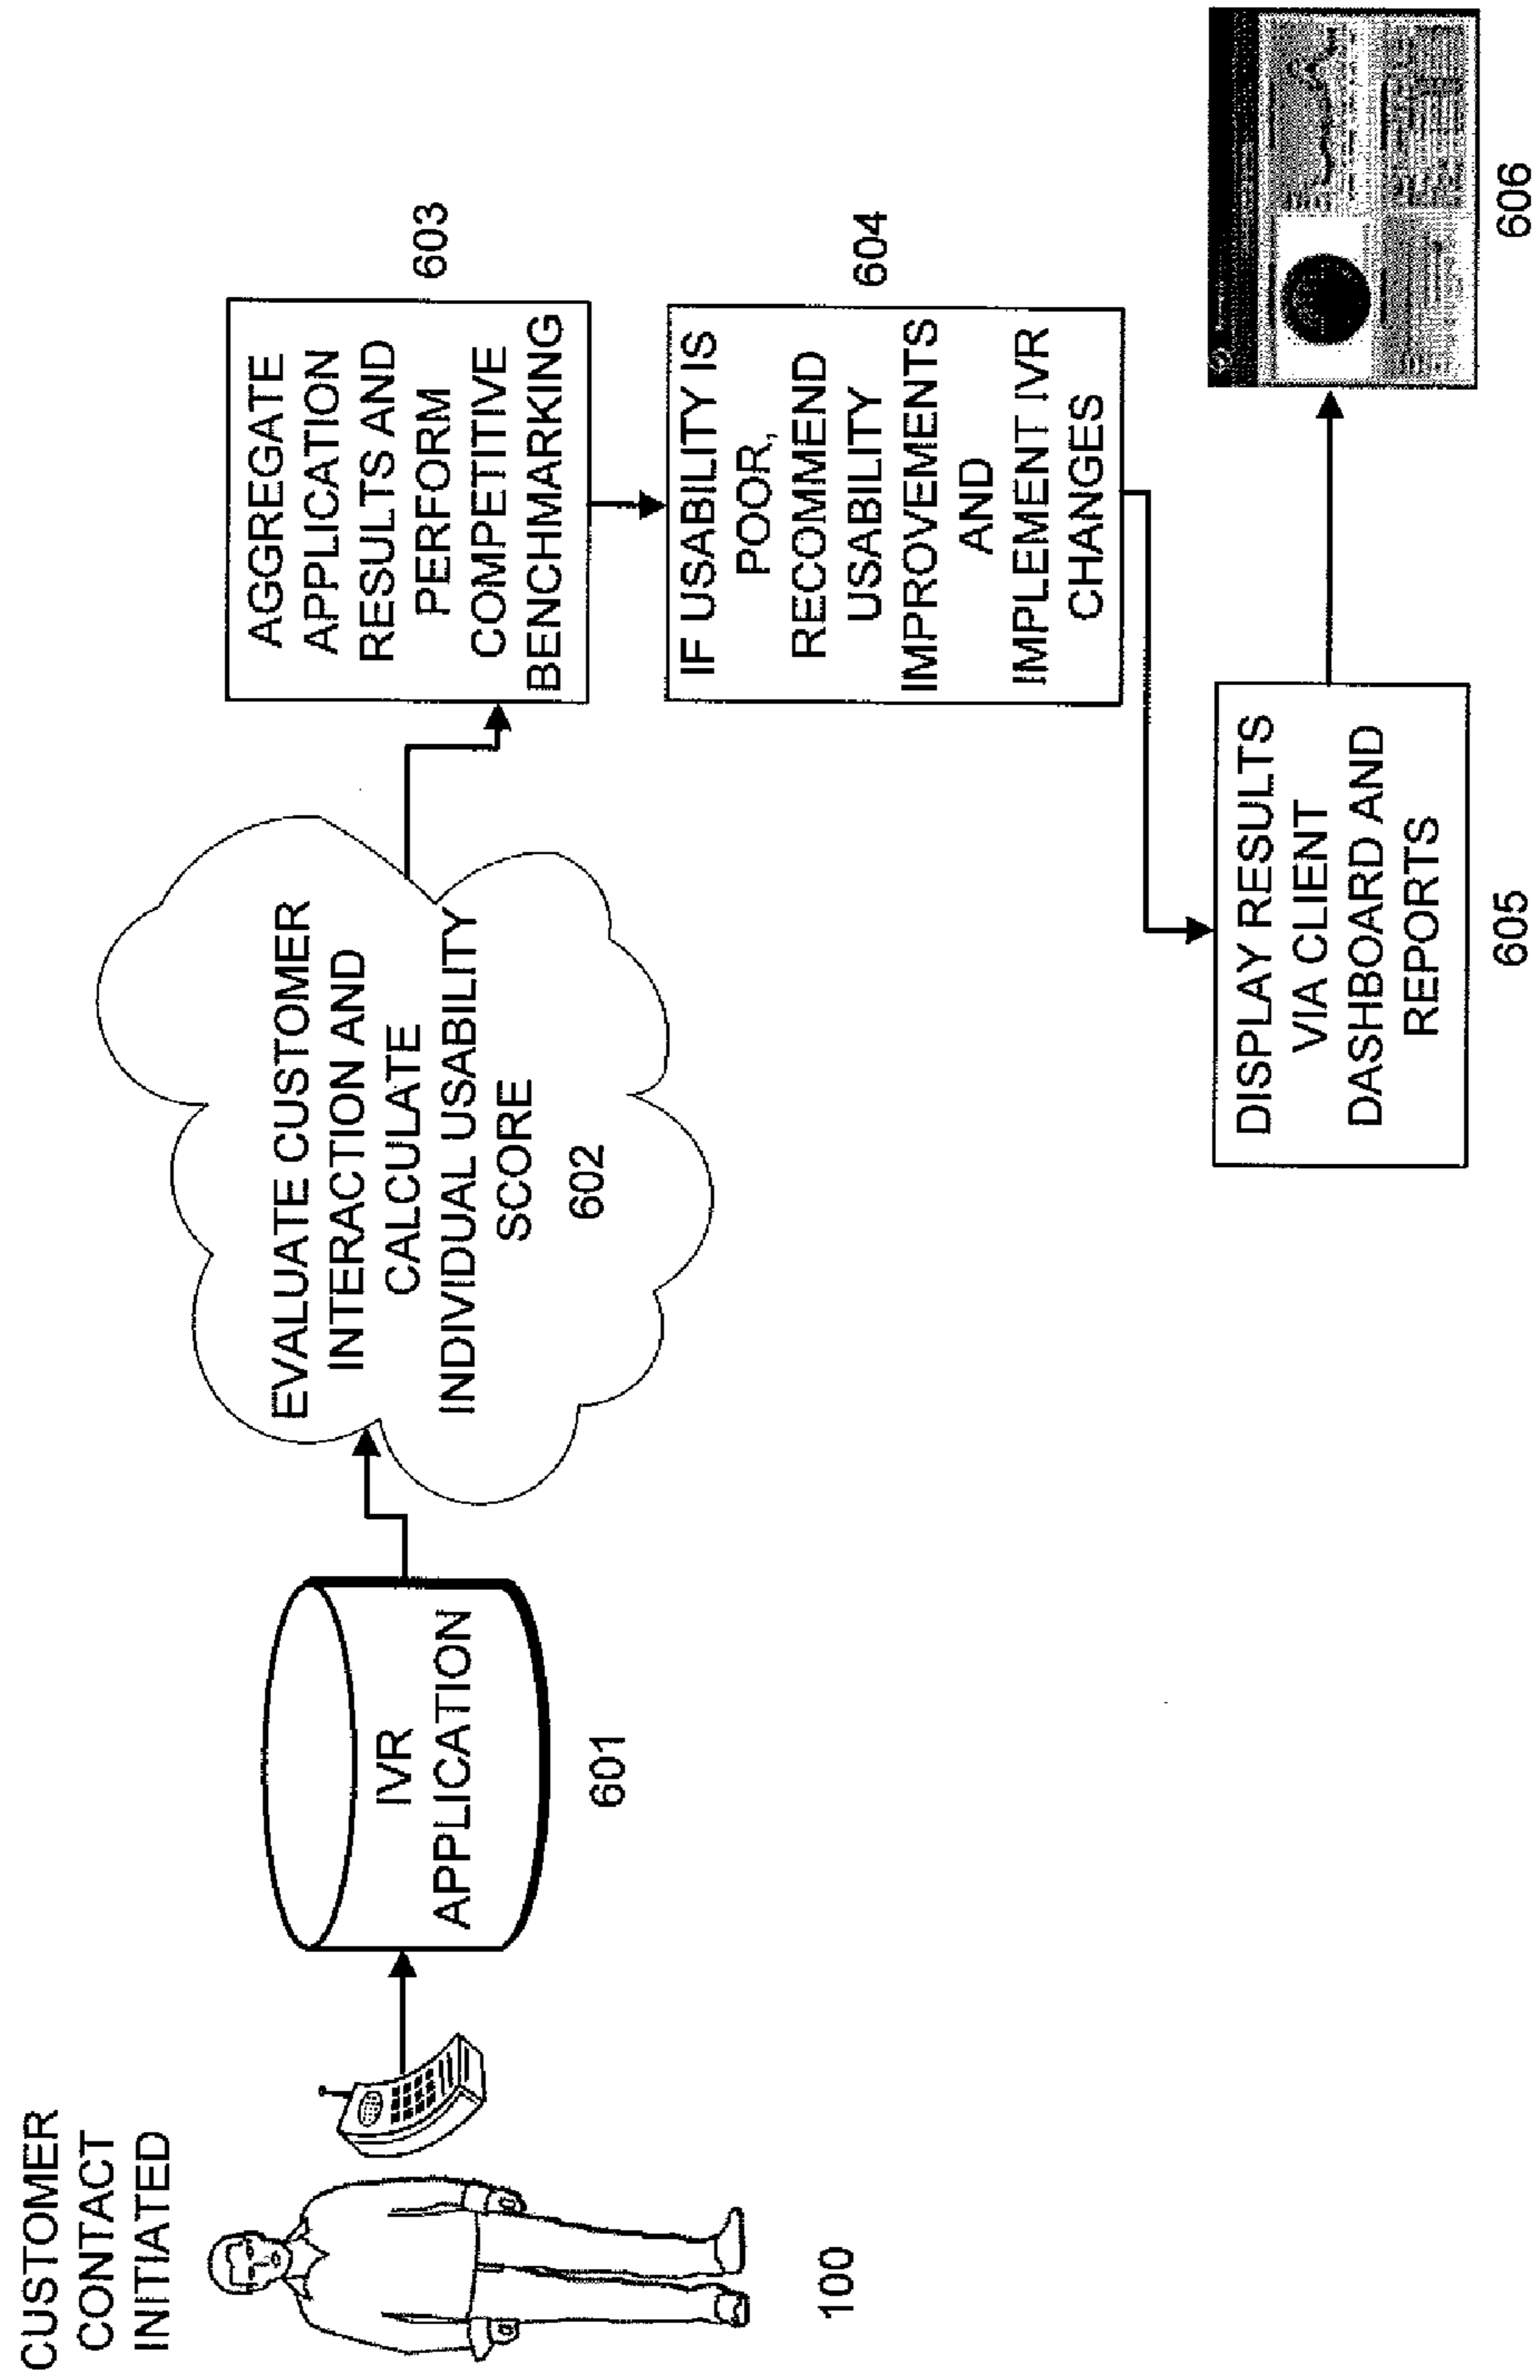 CUSTOMER
CONTACT
INITIATED
100
IVR
APPLICATION
601
EVALUATE CUSTOMER
INTERACTION AND
CALCULATE
INDIVIDUAL USABILITY
SCORE
602
AGGREGATE
APPLICATION
RESULTS AND
PERFORM
COMPETITIVE
BENCHMARKING
603
IF USABILITY IS
POOR,
RECOMMEND
USABILITY
IMPROVEMENTS
AND
IMPLEMENT IVR
CHANGES
604
DISPLAY RESULTS
VIA CLIENT
DASHBOARD AND
REPORTS
605
606